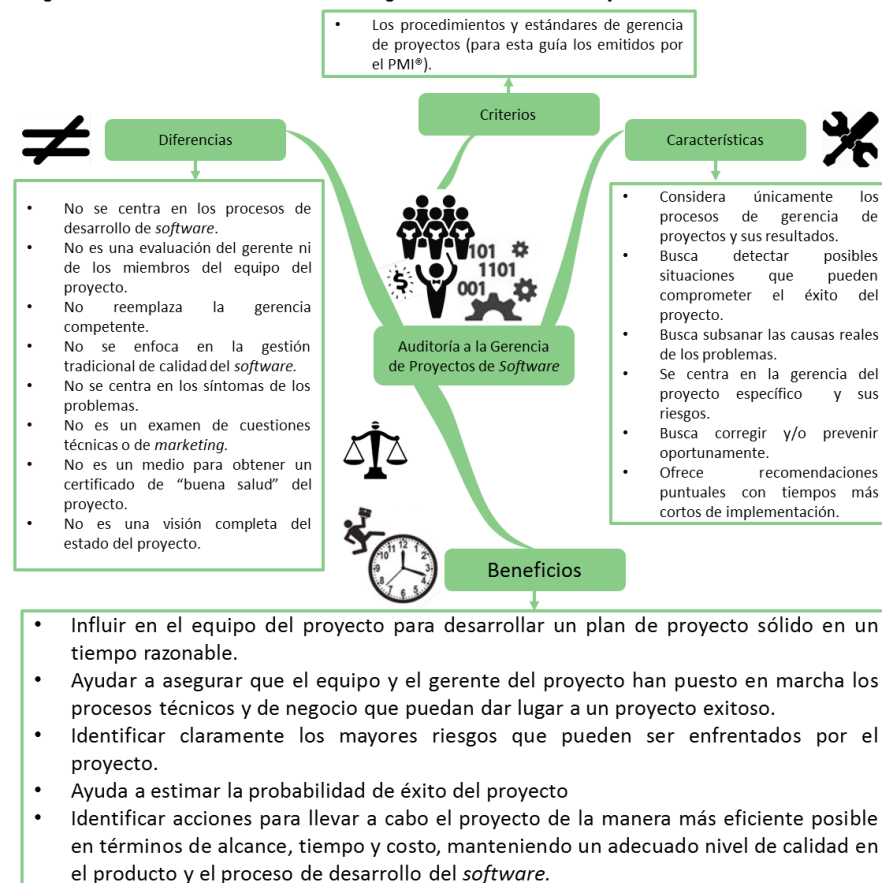 • Los procedimientos y estándares de gerencia
de proyectos (para esta guía los emitidos por
el PMI®).
Criterios
Diferencias
Características
• No se centra en los procesos de
desarrollo de software.
• No es una evaluación del gerente ni
de los miembros del equipo del
proyecto.
• No reemplaza la gerencia
competente.
• No se enfoca en la gestión
tradicional de calidad del software.
• No se centra en los síntomas de los
problemas.
• No es un examen de cuestiones
técnicas o de marketing.
• No es un medio para obtener un
certificado de “buena salud” del
proyecto.
• No es una visión completa del
estado del proyecto.
101
1101
001
$
Auditoría a la Gerencia
de Proyectos de Software
• Considera únicamente los
procesos de gerencia de
proyectos y sus resultados.
• Busca detectar posibles
situaciones que pueden
comprometer el éxito del
proyecto.
• Busca subsanar las causas reales
de los problemas.
• Se centra en la gerencia del
proyecto específico y sus
riesgos.
• Busca corregir y/o prevenir
oportunamente.
• Ofrece recomendaciones
puntuales con tiempos más
cortos de implementación.
12
1
2
3
4
5
6
7
8
9
10
11
Beneficios
• Influir en el equipo del proyecto para desarrollar un plan de proyecto sólido en un
tiempo razonable.
• Ayudar a asegurar que el equipo y el gerente del proyecto han puesto en marcha los
procesos técnicos y de negocio que puedan dar lugar a un proyecto exitoso.
• Identificar claramente los mayores riesgos que pueden ser enfrentados por el
proyecto.
• Ayuda a estimar la probabilidad de éxito del proyecto
• Identificar acciones para llevar a cabo el proyecto de la manera más eficiente posible
en términos de alcance, tiempo y costo, manteniendo un adecuado nivel de calidad en
el producto y el proceso de desarrollo del software.